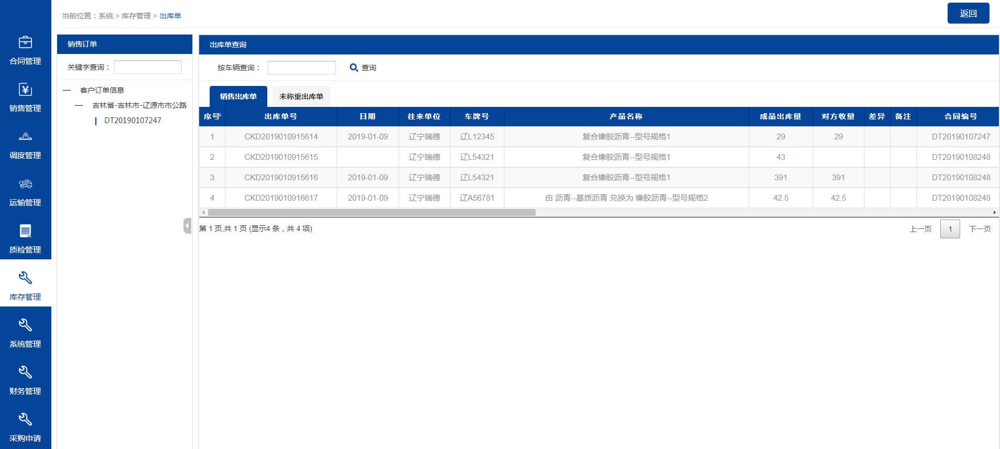 当前位置：系统 > 库存管理 > 出库单
返回
合同管理
销售管理
调度管理
运输管理
质检管理
库存管理
系统管理
财务管理
采购申请
销售订单
关键字查询：
客户订单信息
吉林省-吉林市-辽源市市公路
DT20190107247
出库单查询
按车辆查询： 查询
销售出库单 未称重出库单
序号 出库单号 日期 往来单位 车牌号 产品名称 成品出库量 对方收量 差异 备注 合同编号
1 CKD2019010915614 2019-01-09 辽宁瑞德 辽L12345 复合橡胶沥青--型号规格1 29 29 DT20190107247
2 CKD2019010915615 辽宁瑞德 辽L54321 复合橡胶沥青--型号规格1 43 DT20190108248
3 CKD2019010915616 2019-01-09 辽宁瑞德 辽L54321 复合橡胶沥青--型号规格1 391 391 DT20190108248
4 CKD2019010916617 2019-01-09 辽宁瑞德 辽A56781 由 沥青--基质沥青 兑换为 橡胶沥青--型号规格2 42.5 42.5 DT20190108248
第 1 页,共 1 页 (显示4 条，共 4 项)
上一页 1 下一页